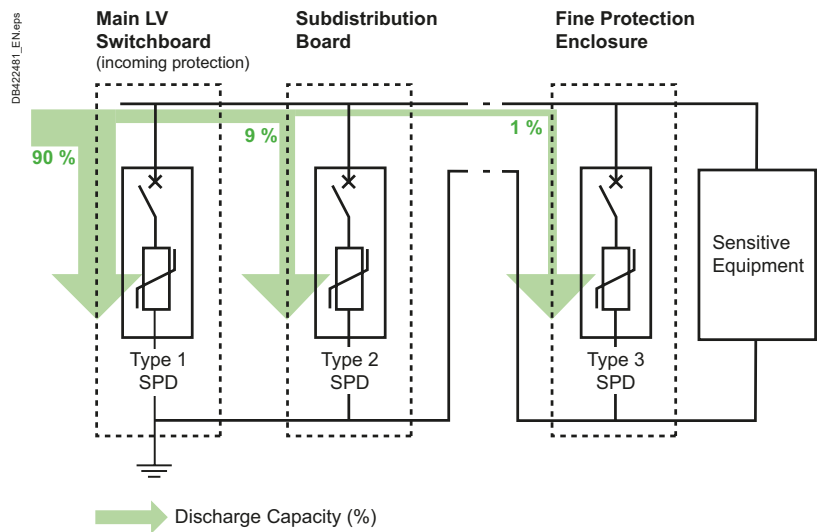 DB422481_EN.eps
Main LV
Switchboard
(incoming protection)
Subdistribution
Board
Fine Protection
Enclosure
90 %
9 %
1 %
Sensitive
Equipment
Type 1
SPD
Type 2
SPD
Type 3
SPD
Discharge Capacity (%)